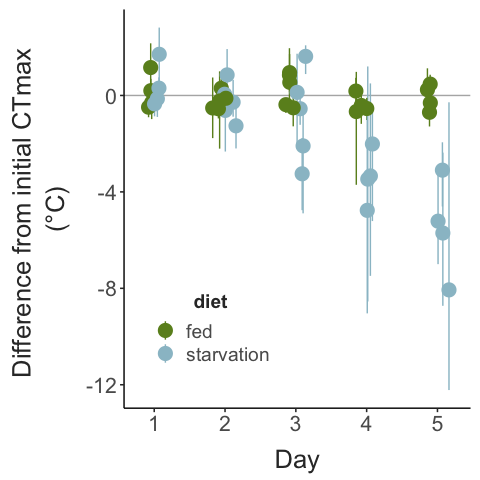 Difference from initial CTmax
(°C)
0
-4
-8
-12
diet
fed
starvation
1 2 3 4 5
Day